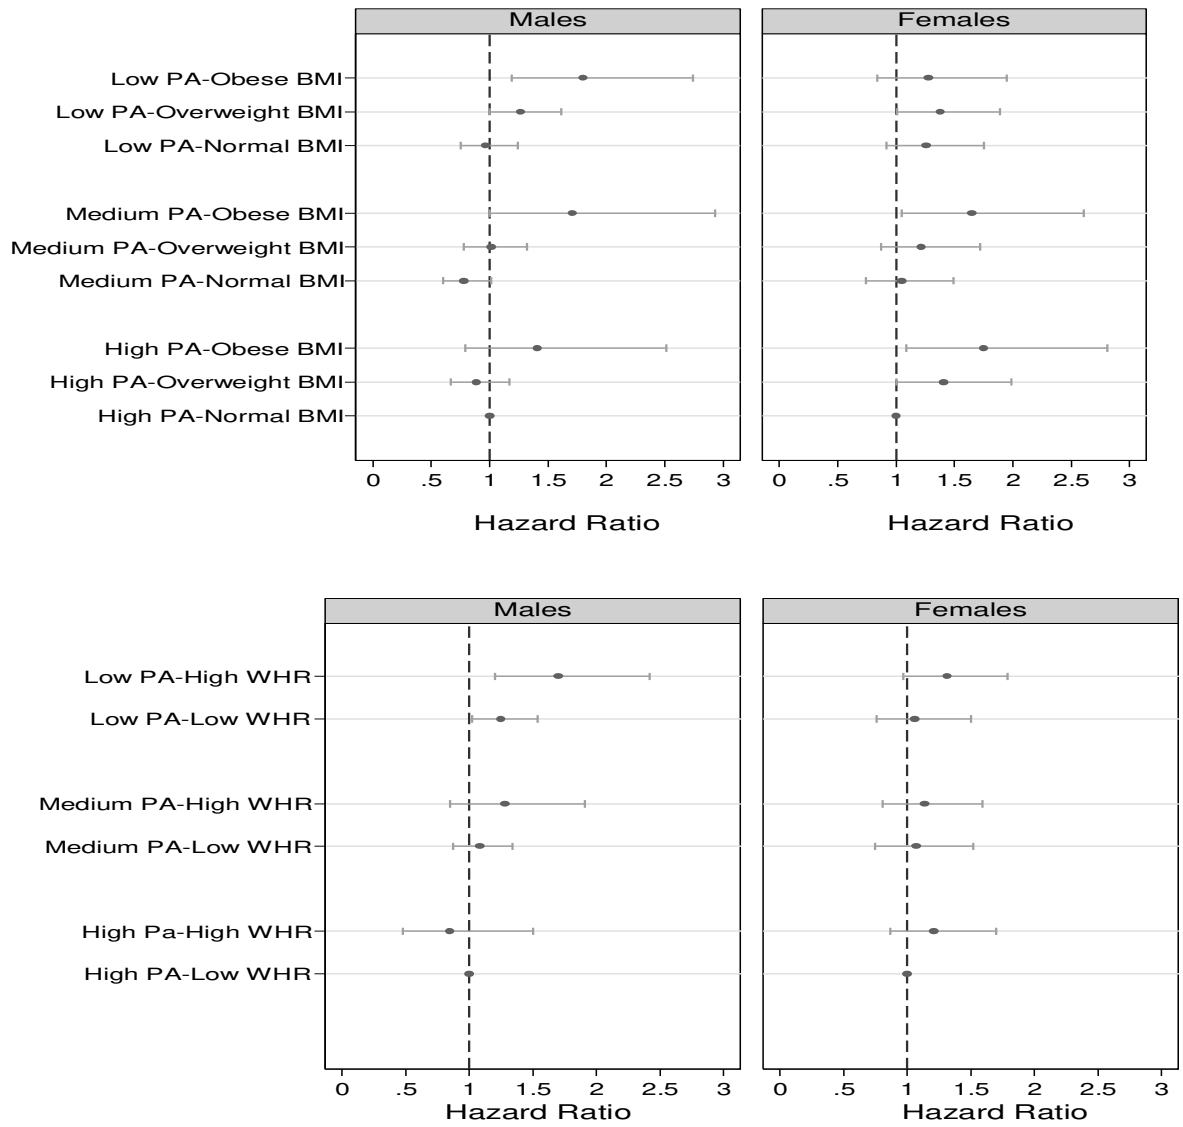 Males Females
Low PA-Obese BMI
Low PA-Overweight BMI
Low PA-Normal BMI
Medium PA-Obese BMI
Medium PA-Overweight BMI
Medium PA-Normal BMI
High PA-Obese BMI
High PA-Overweight BMI
High PA-Normal BMI
0 .5 1 1.5 2 2.5 3 0 .5 1 1.5 2 2.5 3
Hazard Ratio Hazard Ratio
Males Females
Low PA-High WHR
Low PA-Low WHR
Medium PA-High WHR
Medium PA-Low WHR
High Pa-High WHR
High PA-Low WHR
0 .5 1 1.5 2 2.5 3 0 .5 1 1.5 2 2.5 3
Hazard Ratio Hazard Ratio